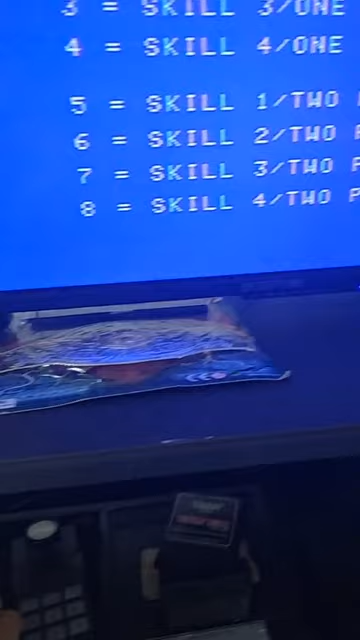 3 = SKILL 3/ONE
4 = SKILL 4/ONE
5 = SKILL 1/TWO
6 = SKILL 2/TWO
7 = SKILL 3/TWO
8 = SKILL 4/TWO